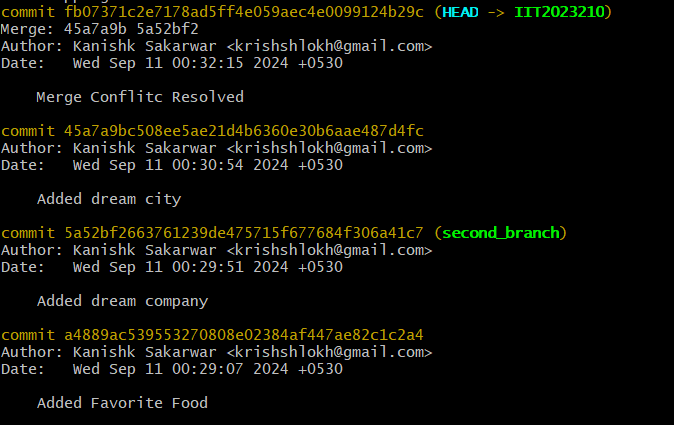 commit fb07371c2e7178ad5ff4e059aec4e0099124b29c (HEAD -> IIT2023210)
Merge: 45a7a9b 5a52bf2
Author: Kanishk Sakarwar <krishshlokh@gmail.com>
Date:   Wed Sep 11 00:32:15 2024 +0530
    Merge Conflitc Resolved
commit 45a7a9bc508ee5ae21d4b6360e30b6aae487d4fc
Author: Kanishk Sakarwar <krishshlokh@gmail.com>
Date:   Wed Sep 11 00:30:54 2024 +0530
    Added dream city
commit 5a52bf2663761239de475715f677684f306a41c7 (second_branch)
Author: Kanishk Sakarwar <krishshlokh@gmail.com>
Date:   Wed Sep 11 00:29:51 2024 +0530
    Added dream company
commit a4889ac539553270808e02384af447ae82c1c2a4
Author: Kanishk Sakarwar <krishshlokh@gmail.com>
Date:   Wed Sep 11 00:29:07 2024 +0530
    Added Favorite Food